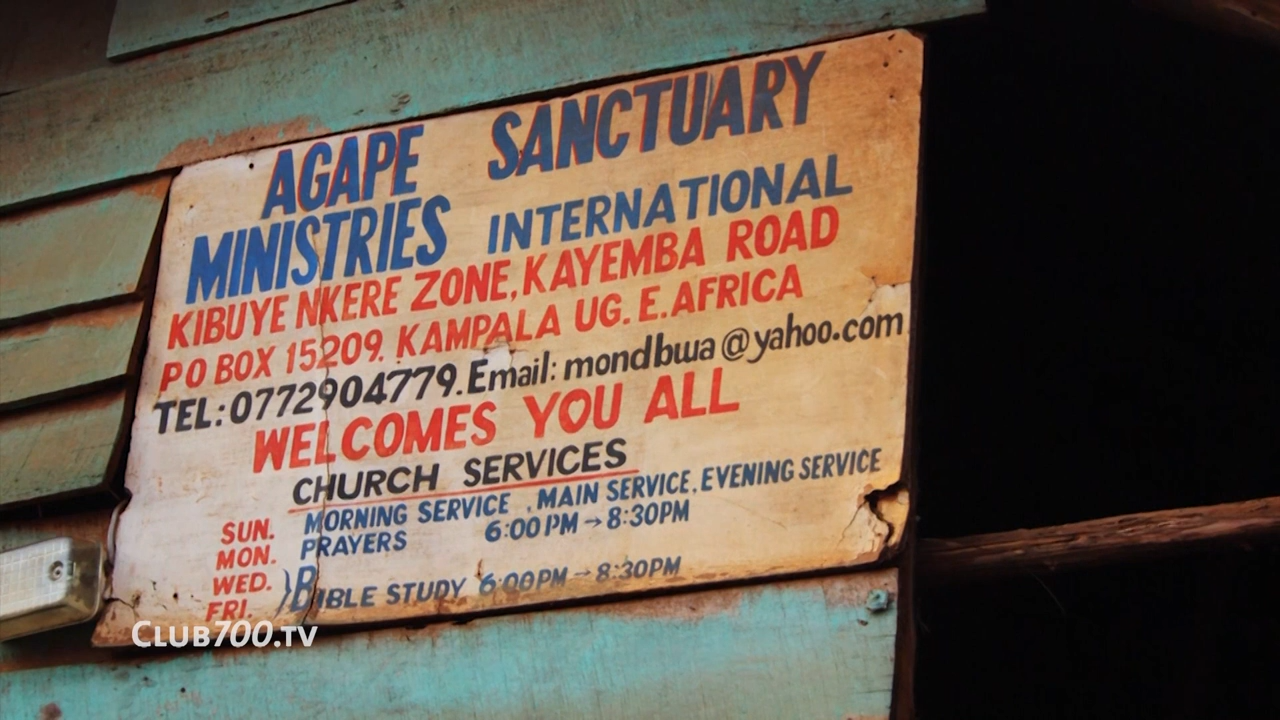 AGAPE SANCTUARY
MINISTRIES INTERNATIONAL
KIBUYE NKERE ZONE, KAYEMBA ROAD
P O BOX 15209. KAMPALA UG. E. AFRICA
TEL: 0772904779. Email: mondbwa@yahoo.com
WELCOMES YOU ALL
CHURCH SERVICES
SUN. MORNING SERVICE , MAIN SERVICE, EVENING SERVICE
MON. PRAYERS 6:00PM → 8:30PM
WED.
FRI. } BIBLE STUDY 6:00PM → 8:30PM
CLUB700.TV